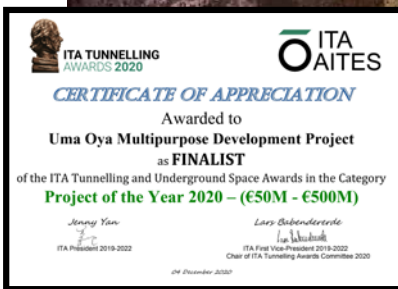 ITA TUNNELLING
AWARDS 2020
ITA
AITES
CERTIFICATE OF APPRECIATION
Awarded to
Uma Oya Multipurpose Development Project
as FINALIST
of the ITA Tunnelling and Underground Space Awards in the Category
Project of the Year 2020 – (€50M - €500M)
Jenny Yan
Lars Babendererde
ITA President 2019-2022
ITA First Vice-President 2019-2022
Chair of ITA Tunnelling Awards Committee 2020
04 December 2020